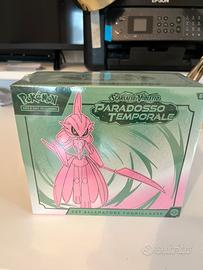 EPSON
POKÉMON
SCARLATTO E VIOLETTO
PARADOSSO
TEMPORALE
SET ALLENATORE FUORICLASSE